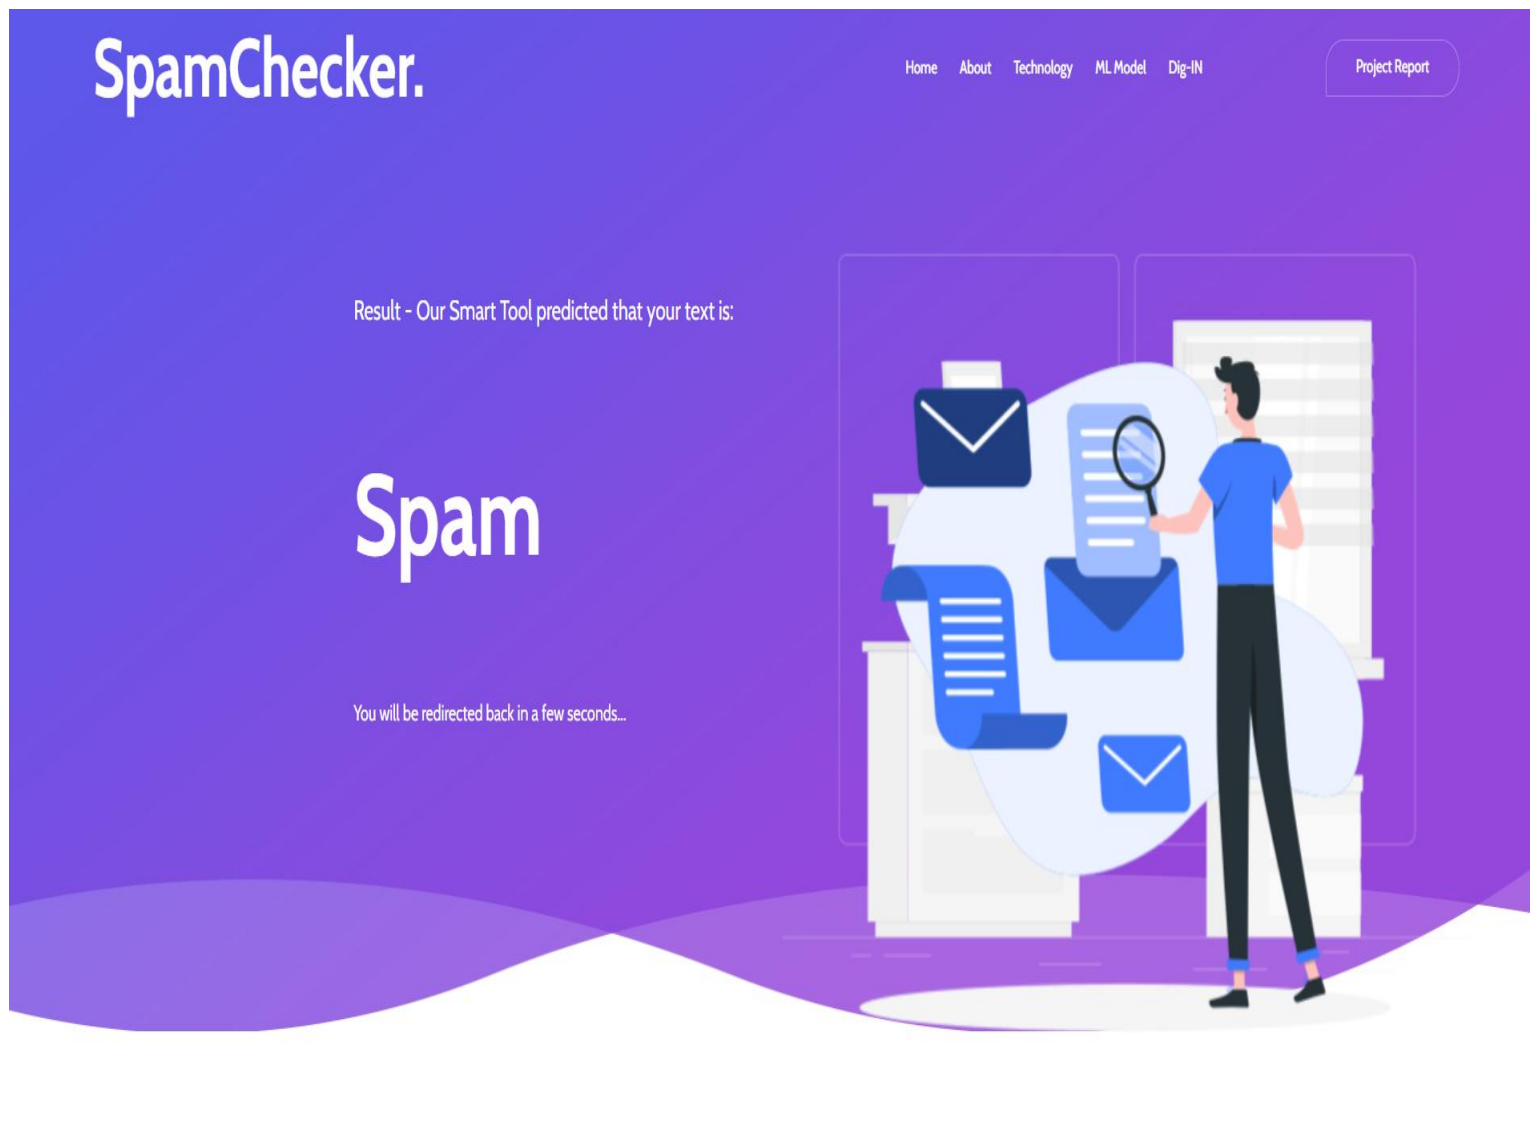 SpamChecker.
Home About Technology ML Model Dig-IN
Project Report
Result - Our Smart Tool predicted that your text is:
Spam
You will be redirected back in a few seconds...